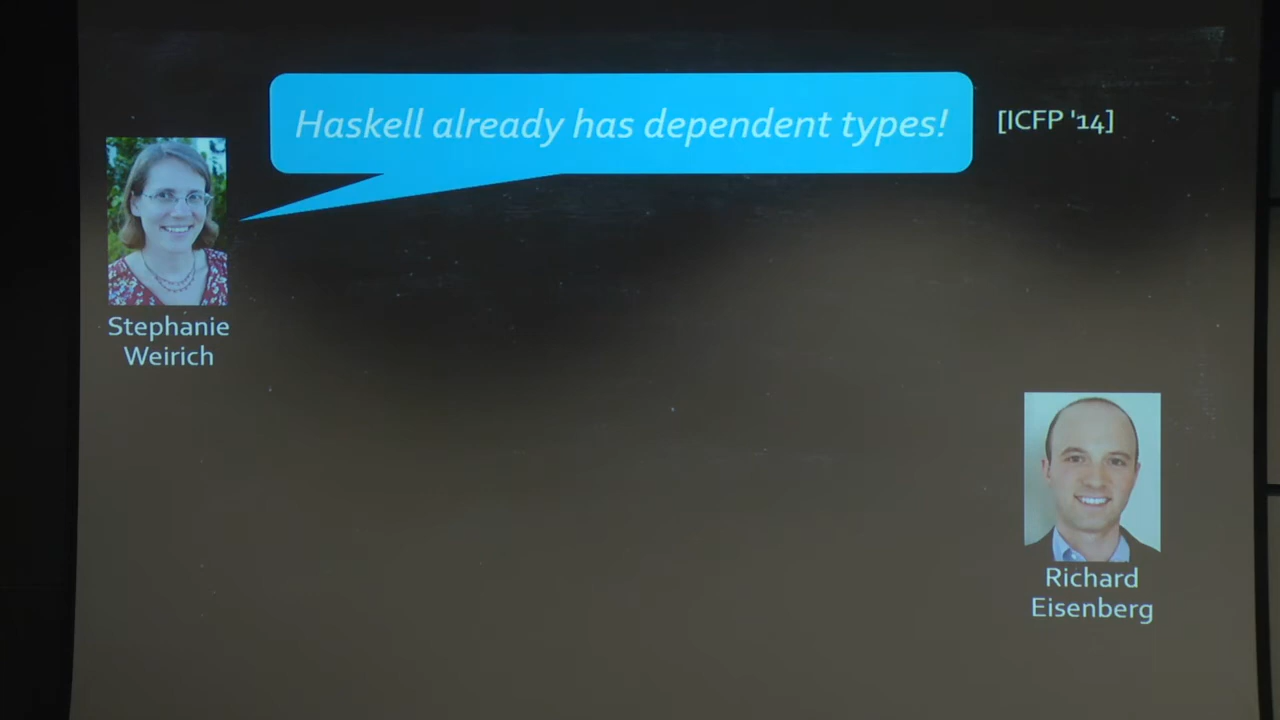 Haskell already has dependent types!
[ICFP '14]
Stephanie
Weirich
Richard
Eisenberg